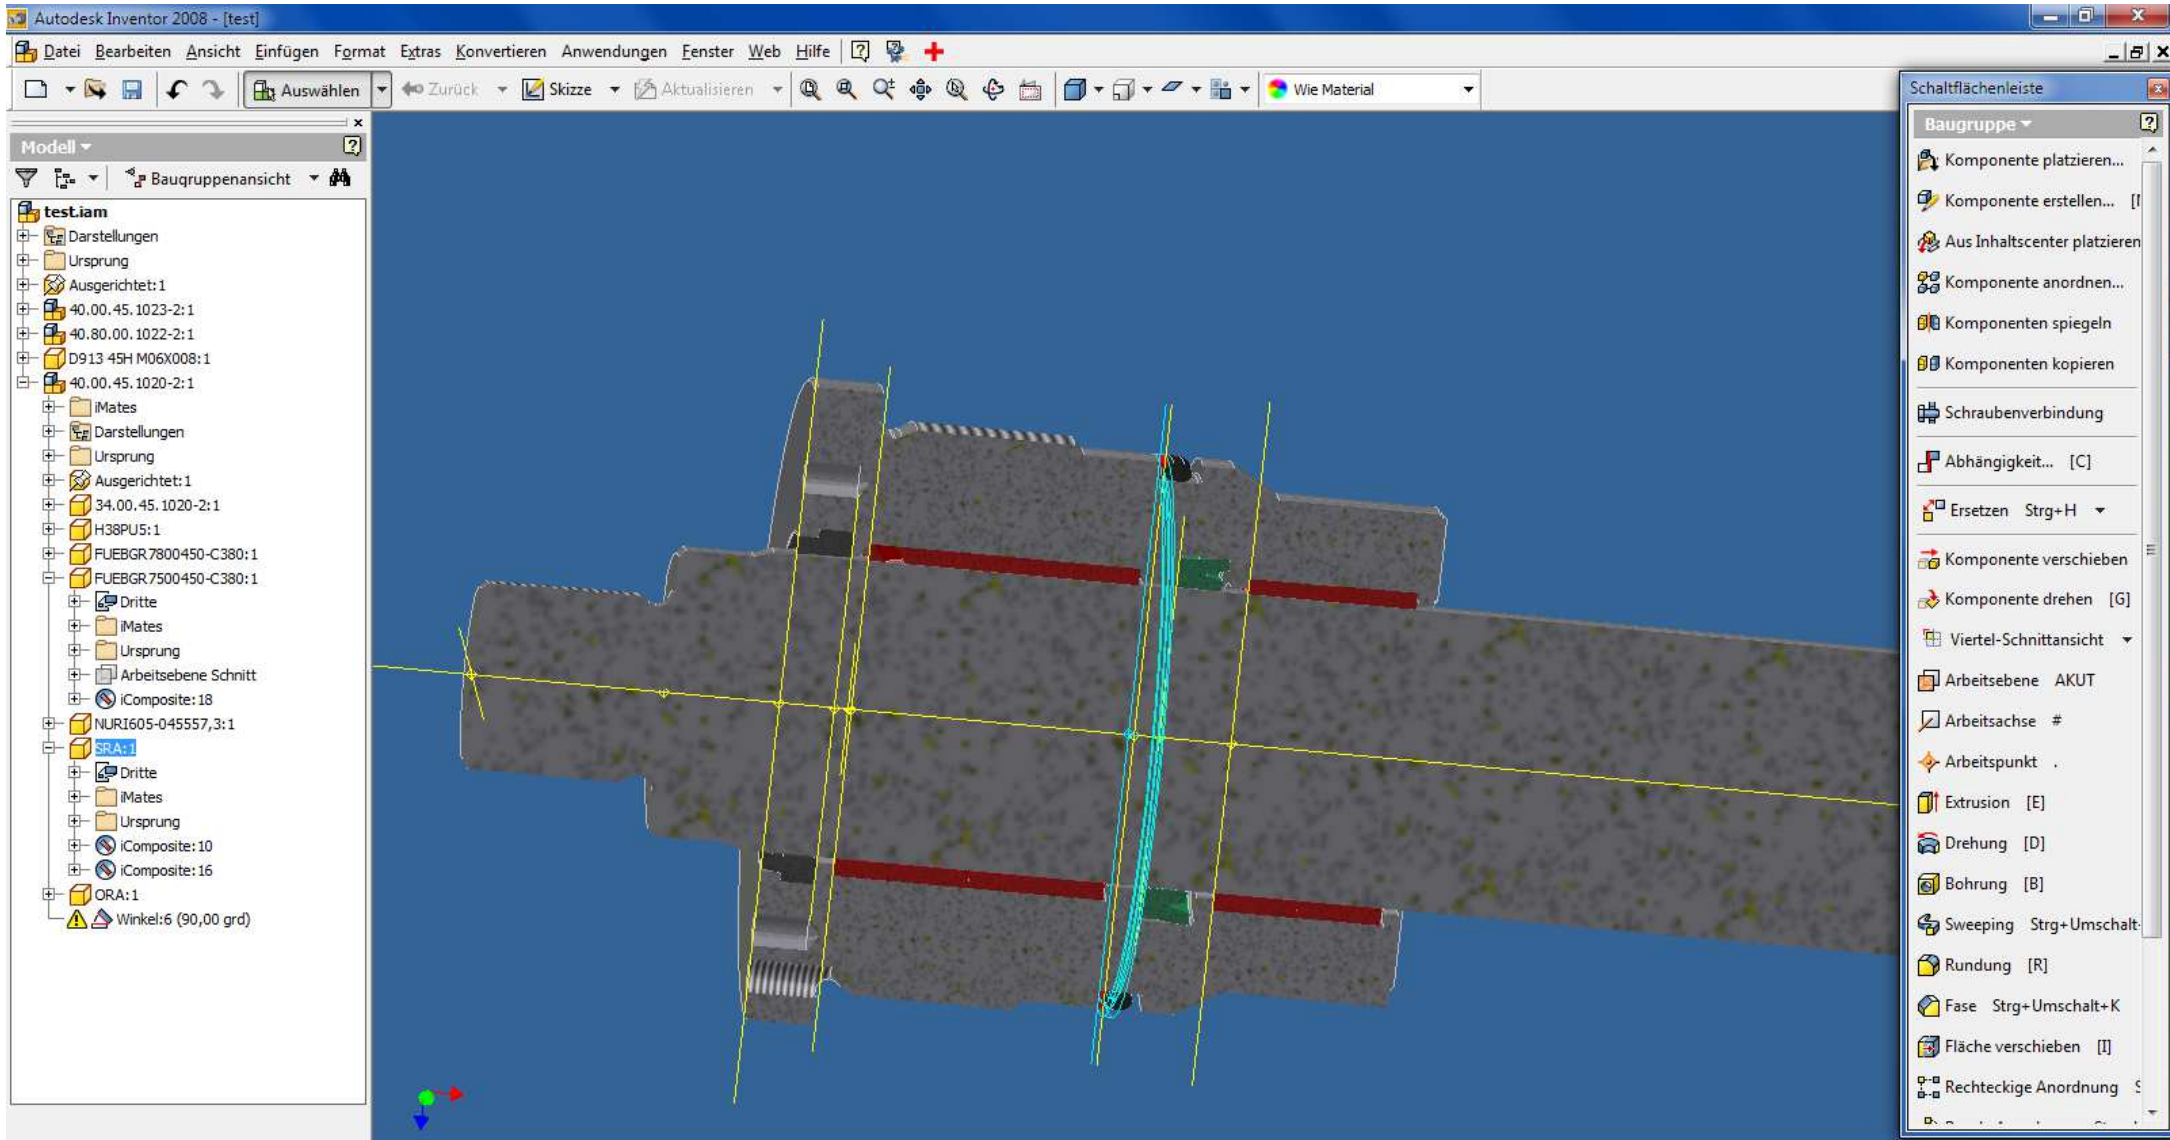 Autodesk Inventor 2008 - [test]
Datei Bearbeiten Ansicht Einfügen Format Extras Konvertieren Anwendungen Fenster Web Hilfe
Auswählen Zurück Skizze Aktualisieren Wie Material
Modell
Baugruppenansicht
test.iam
Darstellungen
Ursprung
Ausgerichtet:1
40.00.45.1023-2:1
40.80.00.1022-2:1
D913 45H M06X008:1
40.00.45.1020-2:1
iMates
Darstellungen
Ursprung
Ausgerichtet:1
34.00.45.1020-2:1
H38PU5:1
FUEBGR7800450-C380:1
FUEBGR7500450-C380:1
Dritte
iMates
Ursprung
Arbeitsebene Schnitt
iComposite:18
NURI605-045557,3:1
SRA:1
Dritte
iMates
Ursprung
iComposite:10
iComposite:16
ORA:1
Winkel:6 (90,00 grd)
Schaltflächenleiste
Baugruppe
Komponente platzieren...
Komponente erstellen...
Aus Inhaltscenter platzieren
Komponente anordnen...
Komponenten spiegeln
Komponenten kopieren
Schraubenverbindung
Abhängigkeit... [C]
Ersetzen Strg+H
Komponente verschieben
Komponente drehen [G]
Viertel-Schnittansicht
Arbeitsebene AKUT
Arbeitsachse #
Arbeitspunkt .
Extrusion [E]
Drehung [D]
Bohrung [B]
Sweeping Strg+Umschalt-
Rundung [R]
Fase Strg+Umschalt+K
Fläche verschieben [I]
Rechteckige Anordnung